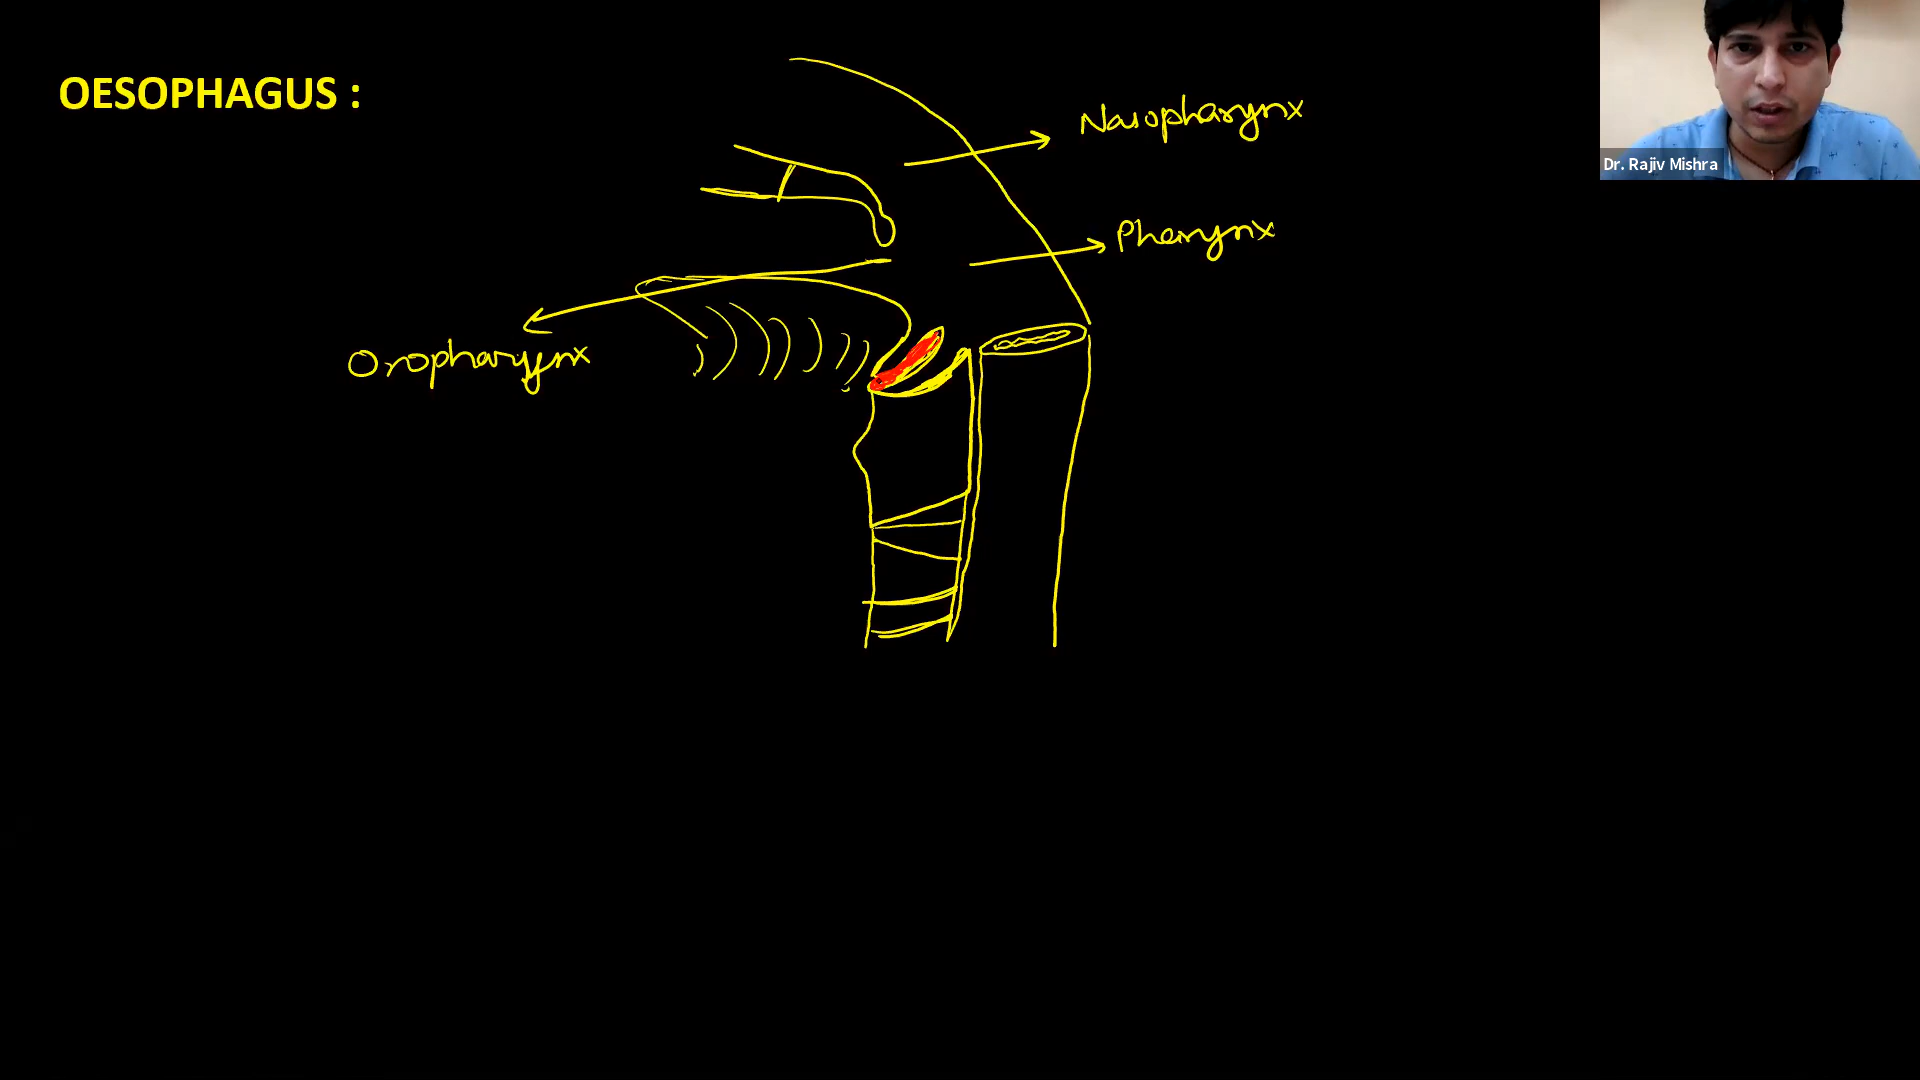 OESOPHAGUS :
Nasopharynx
Pharynx
Oropharynx
Dr. Rajiv Mishra